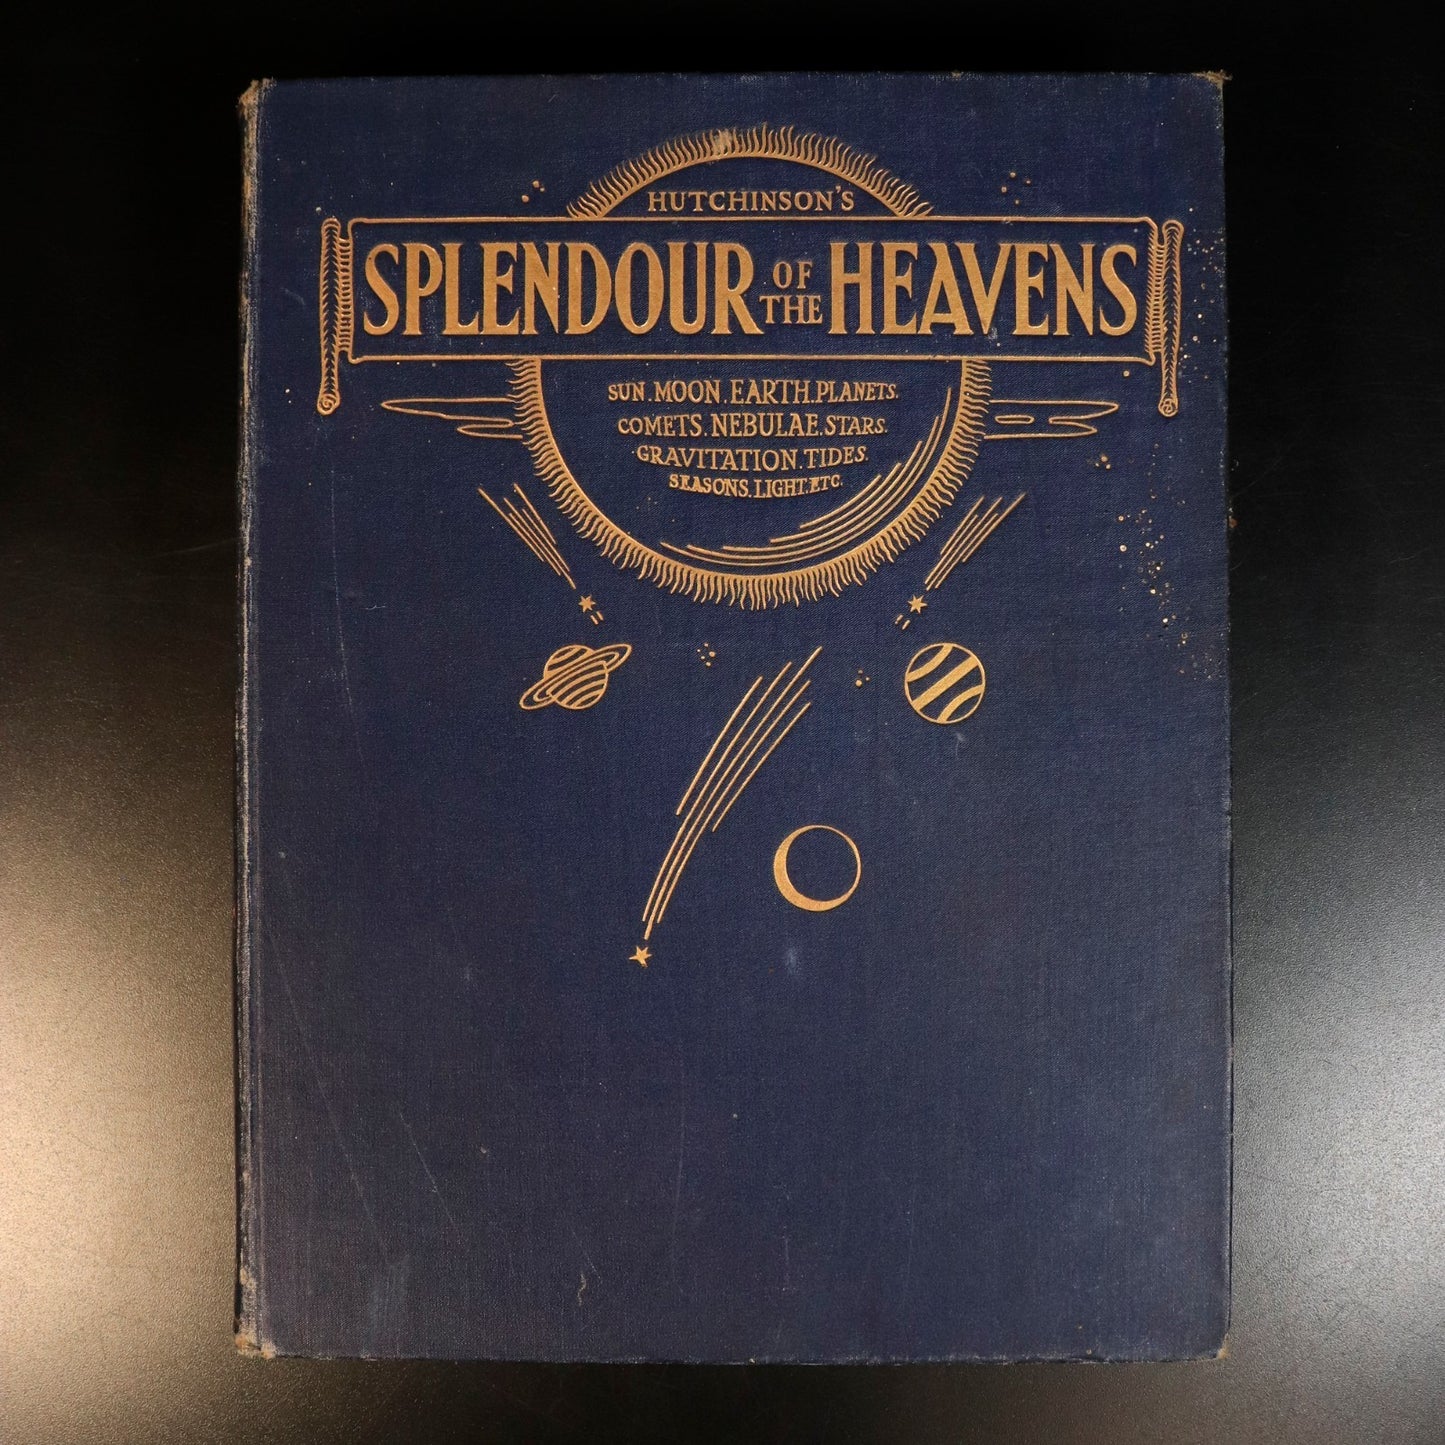 HUTCHINSON'S
SPLENDOUR OF THE HEAVENS
SUN. MOON. EARTH. PLANETS.
COMETS. NEBULAE. STARS.
GRAVITATION. TIDES.
SEASONS. LIGHT. ETC.